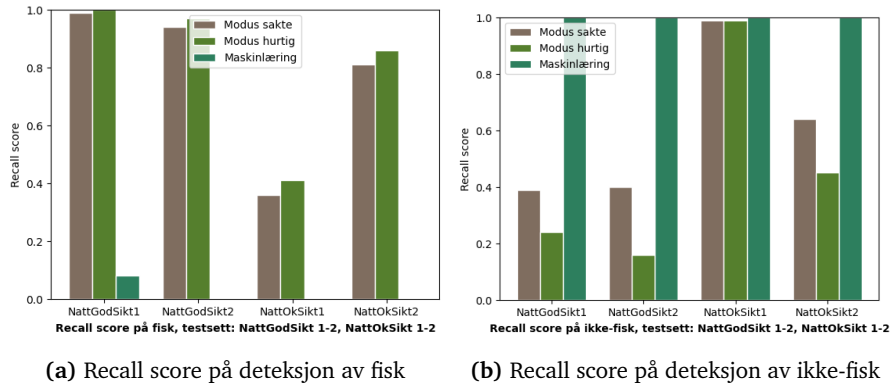 Recall score
1.0
0.8
0.6
0.4
0.2
0.0
Modus sakte
Modus hurtig
Maskinlæring
NattGodSikt1 NattGodSikt2 NattOkSikt1 NattOkSikt2
Recall score på fisk, testsett: NattGodSikt 1-2, NattOkSikt 1-2
(a) Recall score på deteksjon av fisk
Recall score
1.0
0.8
0.6
0.4
0.2
0.0
Modus sakte
Modus hurtig
Maskinlæring
NattGodSikt1 NattGodSikt2 NattOkSikt1 NattOkSikt2
Recall score på ikke-fisk, testsett: NattGodSikt 1-2, NattOkSikt 1-2
(b) Recall score på deteksjon av ikke-fisk